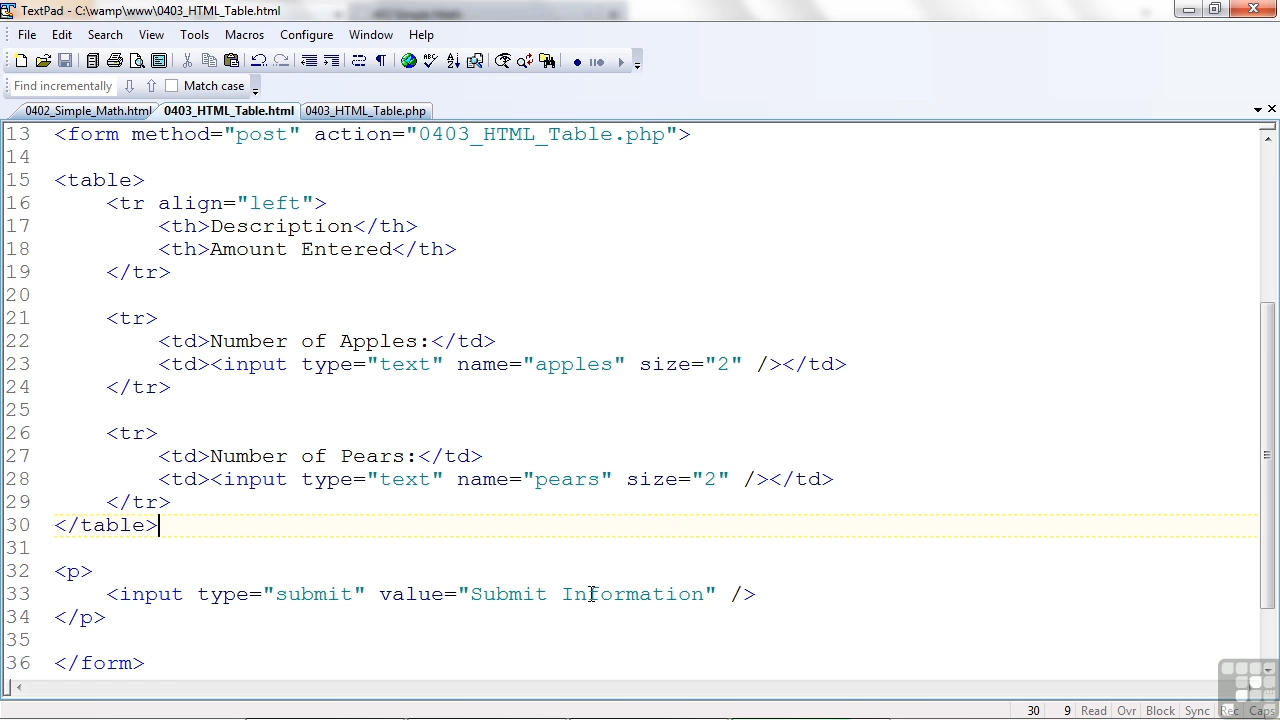 TextPad - C:\wamp\www\0403_HTML_Table.html
File Edit Search View Tools Macros Configure Window Help
Find incrementally Match case
0402_Simple_Math.html 0403_HTML_Table.html 0403_HTML_Table.php
13 <form method="post" action="0403_HTML_Table.php">
14
15 <table>
16 <tr align="left">
17 <th>Description</th>
18 <th>Amount Entered</th>
19 </tr>
20
21 <tr>
22 <td>Number of Apples:</td>
23 <td><input type="text" name="apples" size="2" /></td>
24 </tr>
25
26 <tr>
27 <td>Number of Pears:</td>
28 <td><input type="text" name="pears" size="2" /></td>
29 </tr>
30 </table>
31
32 <p>
33 <input type="submit" value="Submit Information" />
34 </p>
35
36 </form>
30 9 Read Ovr Block Sync Rec Caps